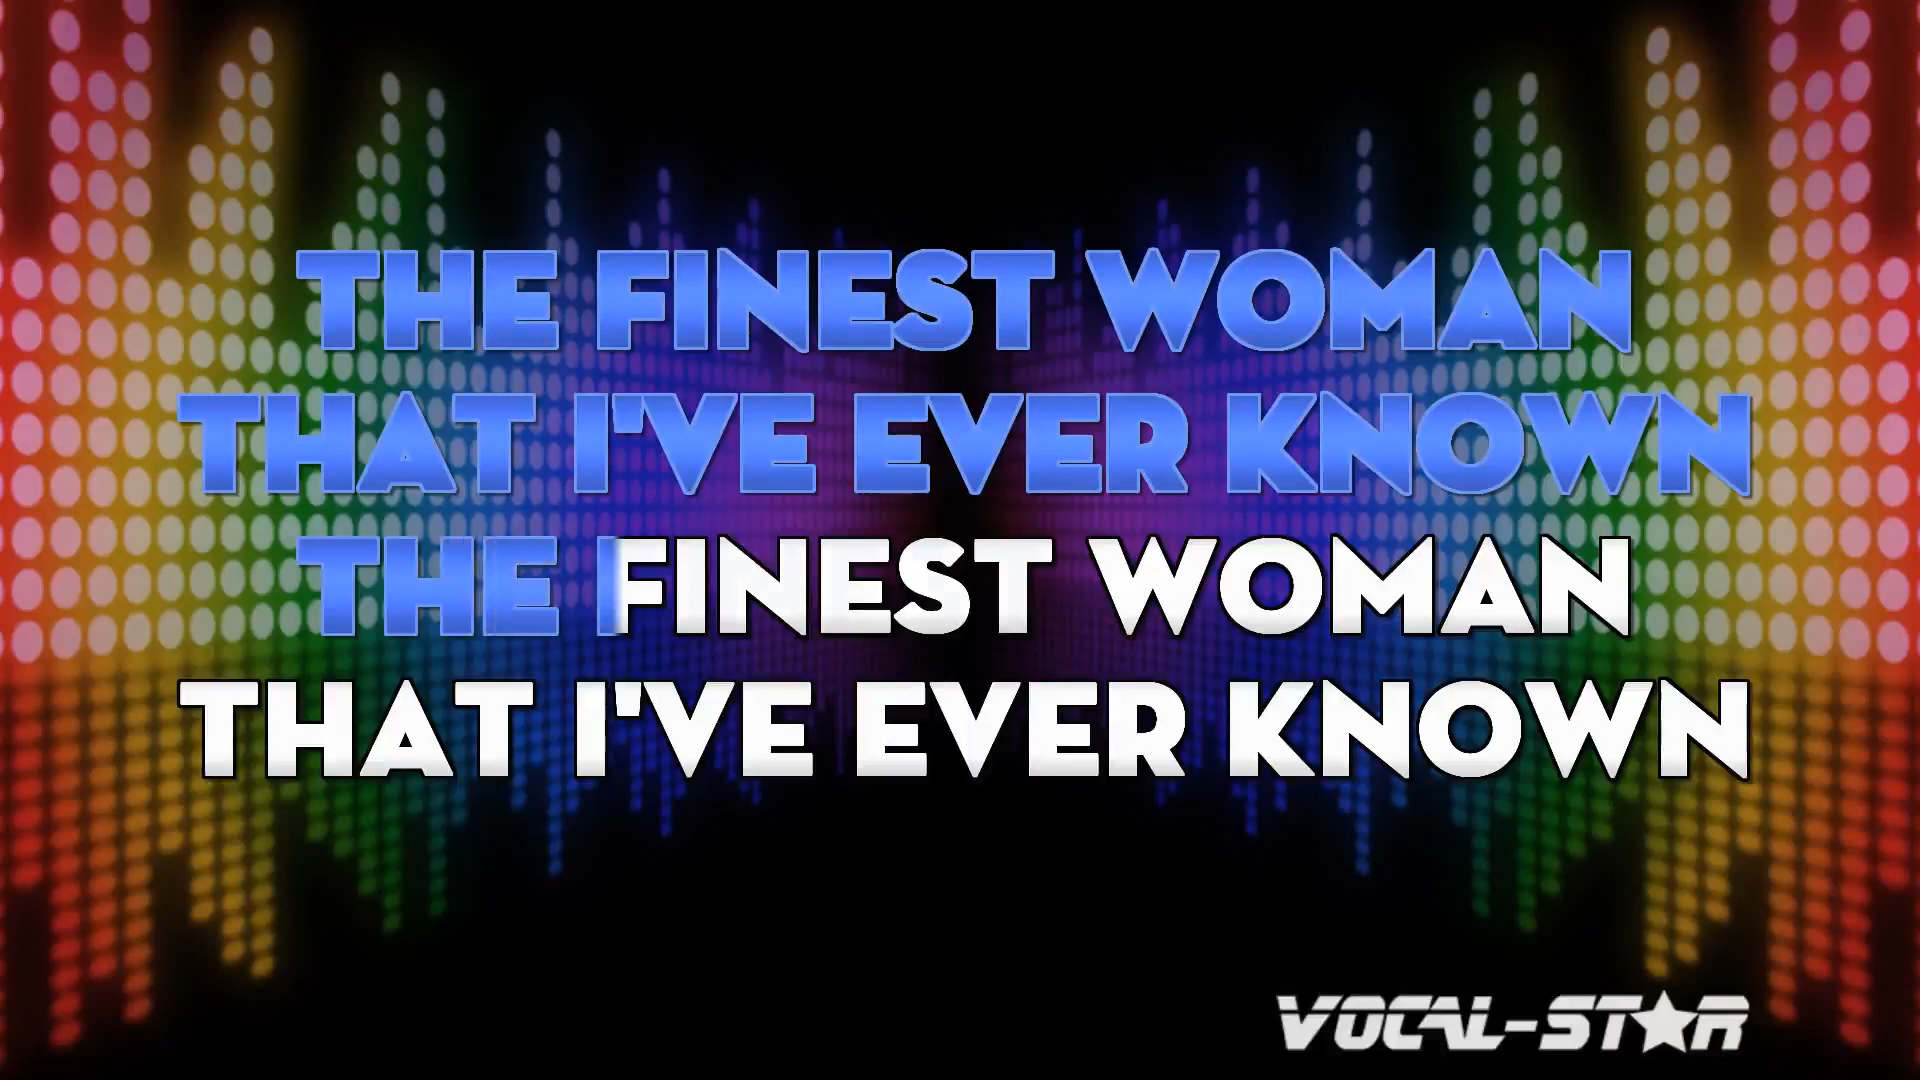 THE FINEST WOMAN
THAT I'VE EVER KNOWN
THE FINEST WOMAN
THAT I'VE EVER KNOWN
VOCAL-STAR